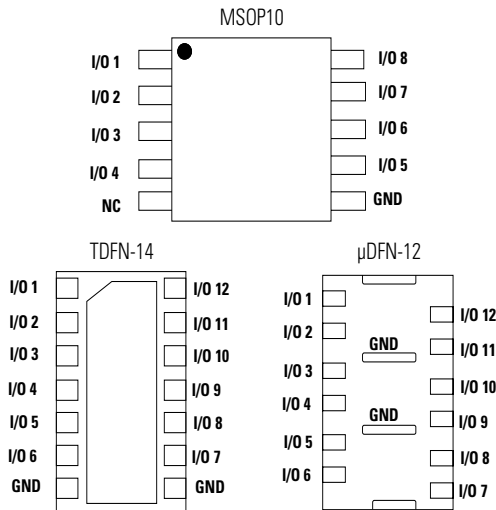 MSOP10
I/O 1
I/O 2
I/O 3
I/O 4
NC
I/O 8
I/O 7
I/O 6
I/O 5
GND
TDFN-14
I/O 1
I/O 2
I/O 3
I/O 4
I/O 5
I/O 6
GND
I/O 12
I/O 11
I/O 10
I/O 9
I/O 8
I/O 7
GND
µDFN-12
I/O 1
I/O 2
I/O 3
I/O 4
I/O 5
I/O 6
GND
GND
I/O 12
I/O 11
I/O 10
I/O 9
I/O 8
I/O 7